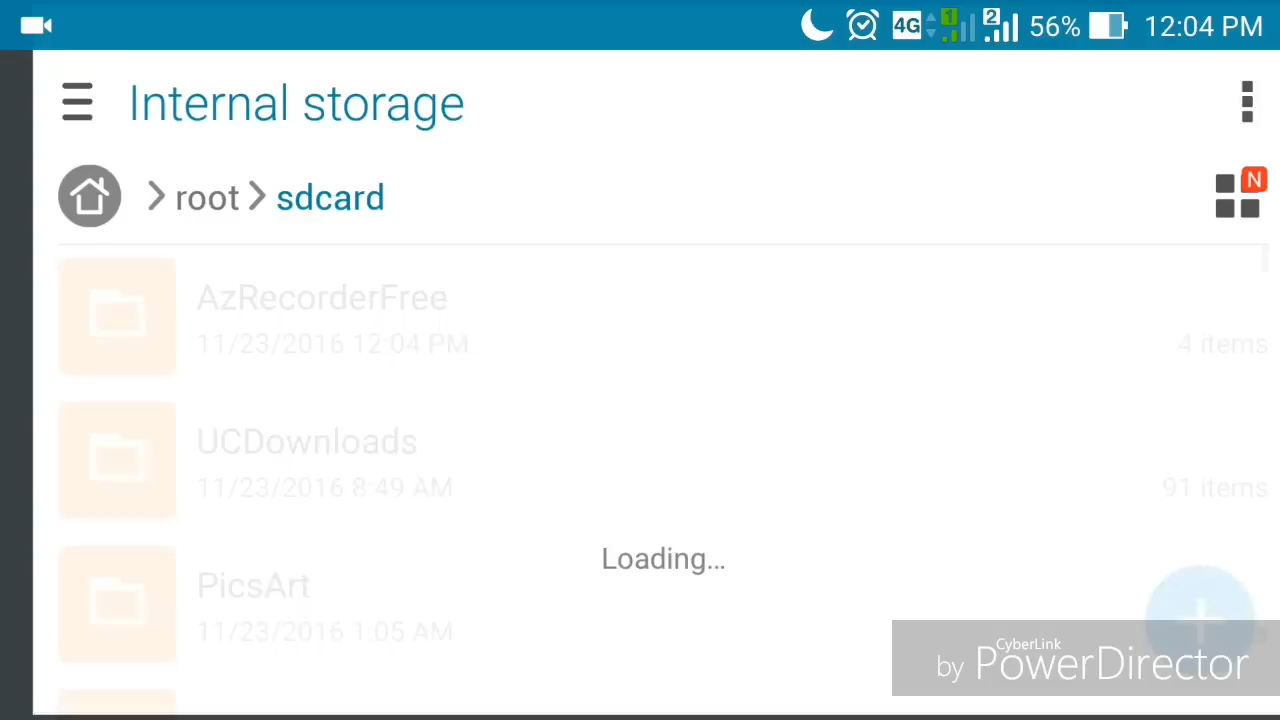 4G 1 2 56% 12:04 PM
Internal storage
root sdcard
N
AzRecorderFree
11/23/2016 12:04 PM 4 items
UCDownloads
11/23/2016 8:49 AM 91 items
Loading...
PicsArt
11/23/2016 1:05 AM
CyberLink
by PowerDirector